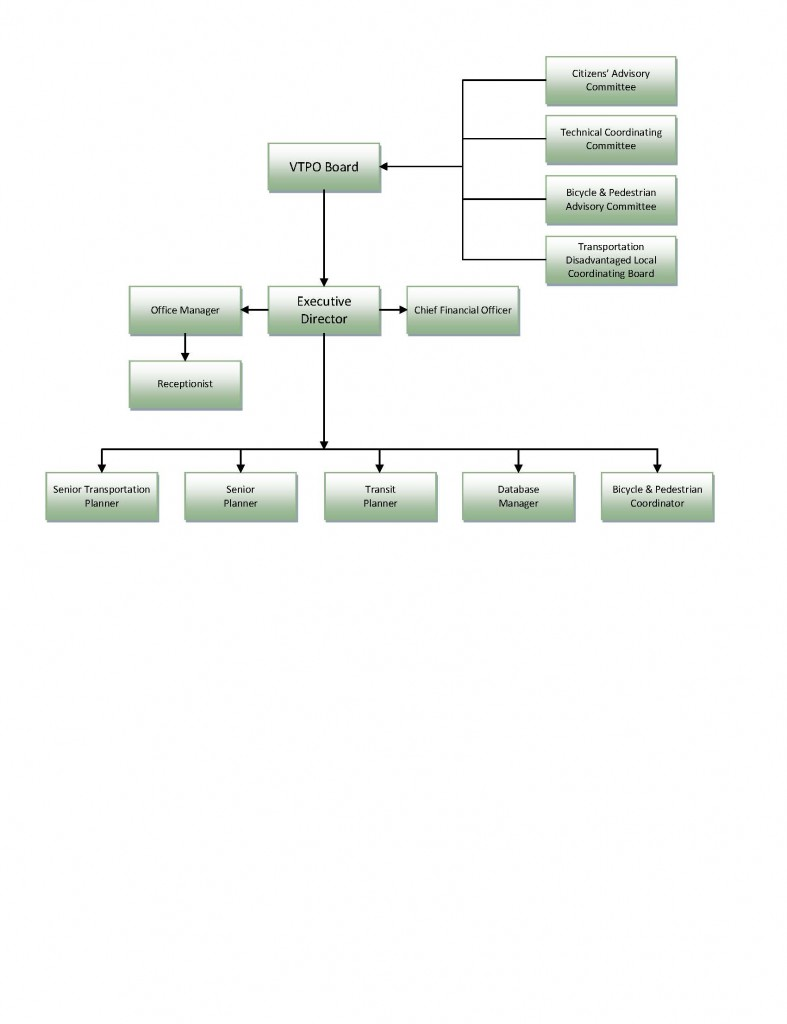 Citizens' Advisory
Committee
Technical Coordinating
Committee
VTPO Board
Bicycle & Pedestrian
Advisory Committee
Transportation
Disadvantaged Local
Coordinating Board
Office Manager
Executive
Director
Chief Financial Officer
Receptionist
Senior Transportation
Planner
Senior
Planner
Transit
Planner
Database
Manager
Bicycle & Pedestrian
Coordinator